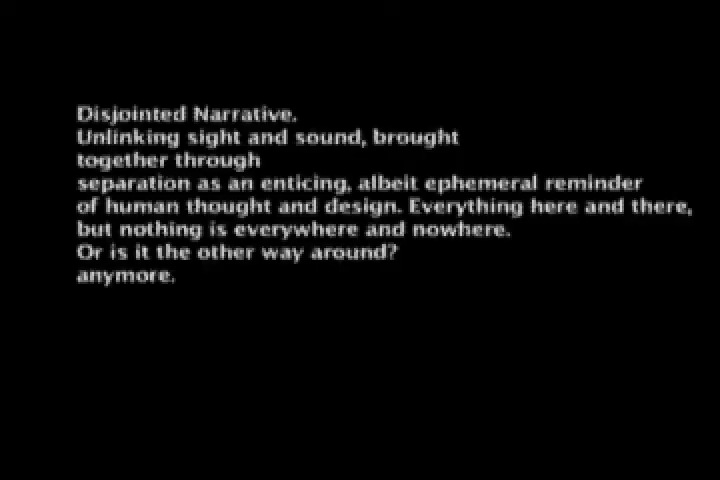 Disjointed Narrative.
Unlinking sight and sound, brought
together through
separation as an enticing, albeit ephemeral reminder
of human thought and design. Everything here and there,
but nothing is everywhere and nowhere.
Or is it the other way around?
anymore.